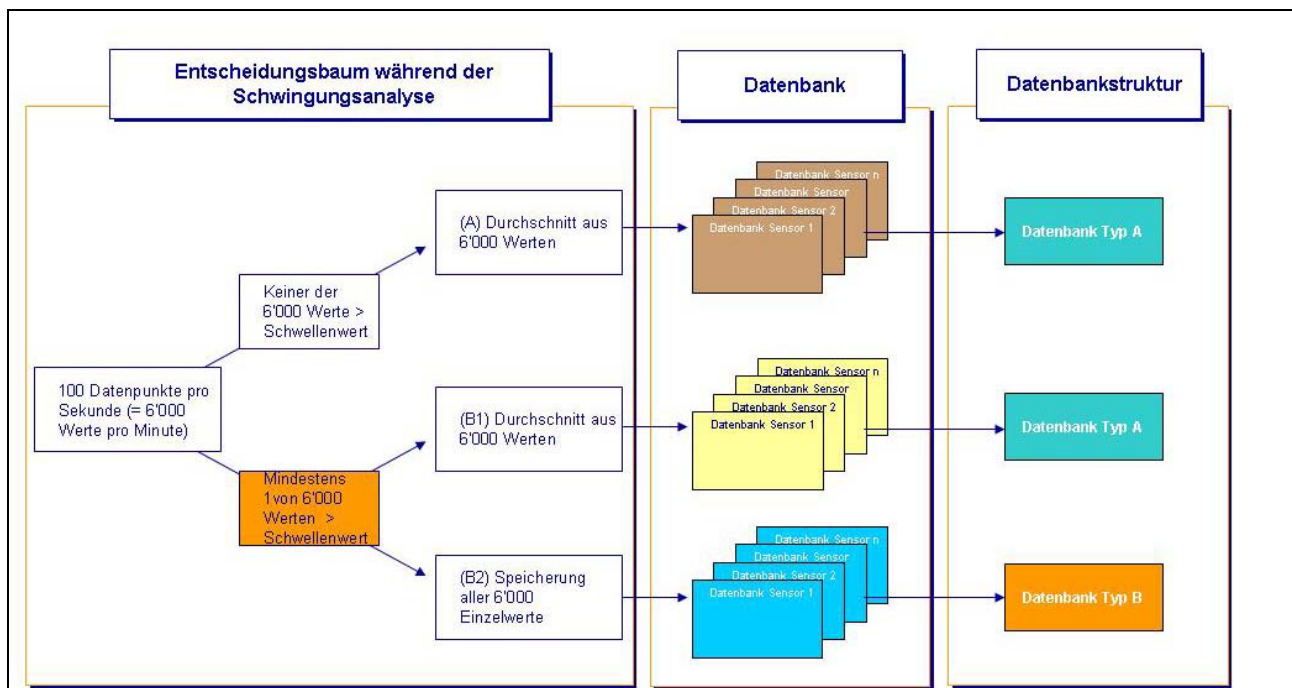 Entscheidungsbaum während der
Schwingungsanalyse
Datenbank
Datenbankstruktur
100 Datenpunkte pro
Sekunde (= 6'000
Werte pro Minute)
Keiner der
6'000 Werte >
Schwellenwert
Mindestens
1von 6'000
Werten >
Schwellenwert
(A) Durchschnitt aus
6'000 Werten
(B1) Durchschnitt aus
6'000 Werten
(B2) Speicherung
aller 6'000
Einzelwerte
Datenbank Sensor n
Datenbank Sensor
Datenbank Sensor 2
Datenbank Sensor 1
Datenbank Sensor n
Datenbank Sensor
Datenbank Sensor 2
Datenbank Sensor 1
Datenbank Sensor n
Datenbank Sensor
Datenbank Sensor 2
Datenbank Sensor 1
Datenbank Typ A
Datenbank Typ A
Datenbank Typ B